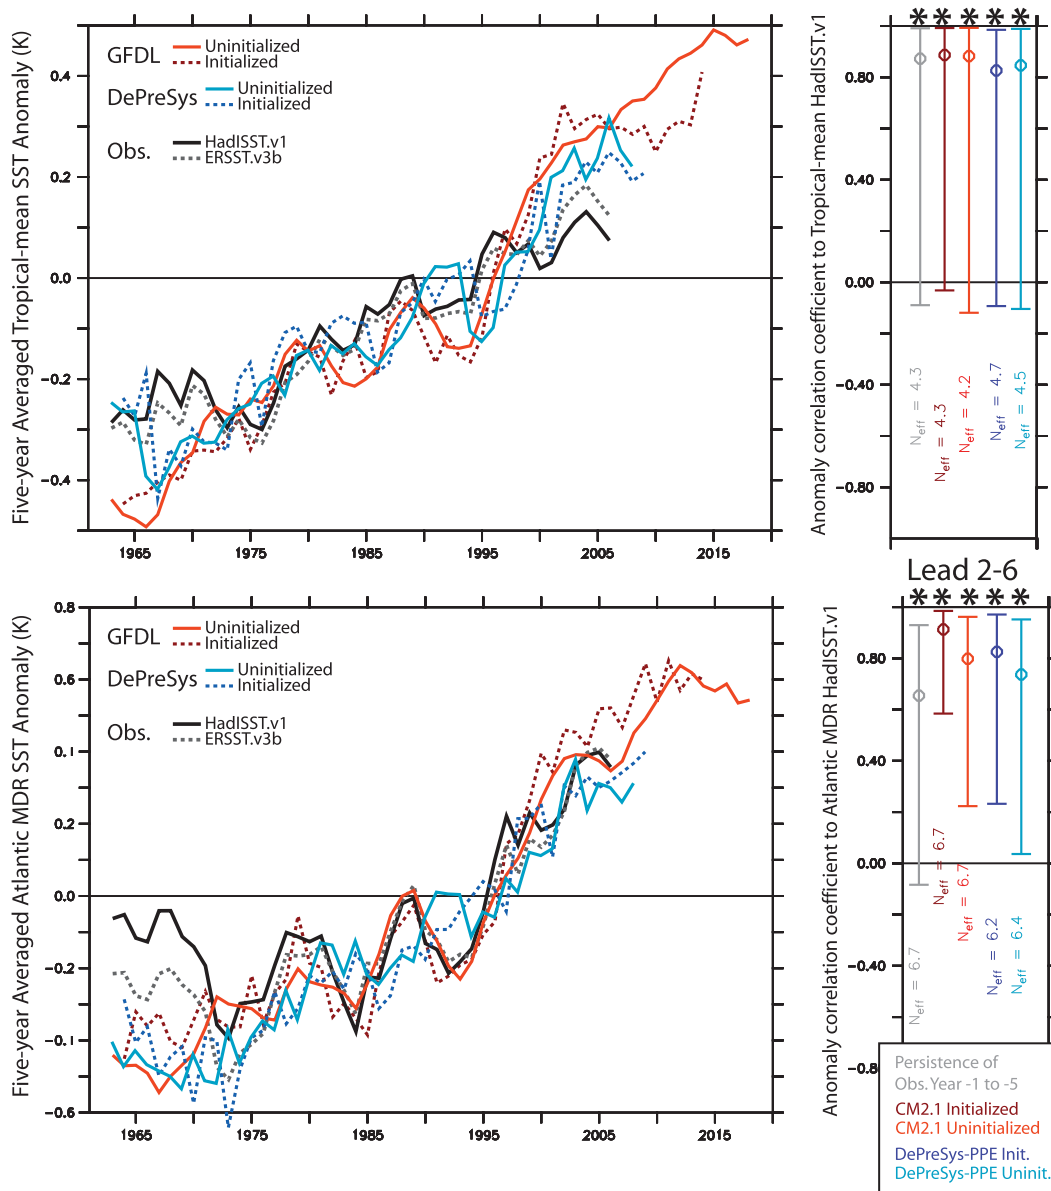 Five-year Averaged Tropical-mean SST Anomaly (K)
0.4
0.2
0.0
-0.2
-0.4
GFDL
Uninitialized
Initialized
DePreSys
Uninitialized
Initialized
Obs.
HadISST.v1
ERSST.v3b
1965 1975 1985 1995 2005 2015
Anomaly correlation coefficient to Tropical-mean HadISST.v1
* * * * *
0.80
0.40
0.00
-0.40
-0.80
Neff = 4.3
Neff = 4.3
Neff = 4.2
Neff = 4.7
Neff = 4.5
Lead 2-6
Five-year Averaged Atlantic MDR SST Anomaly (K)
0.8
0.6
0.1
0.2
0.0
-0.2
-0.1
-0.6
GFDL
Uninitialized
Initialized
DePreSys
Uninitialized
Initialized
Obs.
HadISST.v1
ERSST.v3b
1965 1975 1985 1995 2005 2015
Anomaly correlation coefficient to Atlantic MDR HadISST.v1
* * * * *
0.80
0.40
0.00
-0.40
-0.8
Neff = 6.7
Neff = 6.7
Neff = 6.7
Neff = 6.2
Neff = 6.4
Persistence of
Obs. Year -1 to -5
CM2.1 Initialized
CM2.1 Uninitialized
DePreSys-PPE Init.
DePreSys-PPE Uninit.